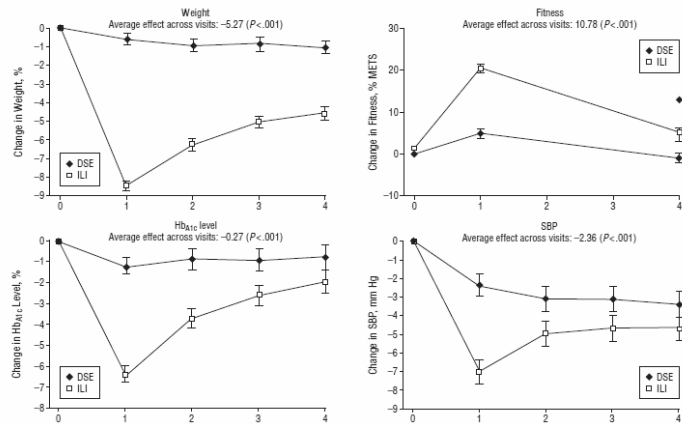 Weight
Average effect across visits: –5.27 (P<.001)
Change in Weight, %
0
–1
–2
–3
–4
–5
–6
–7
–8
–9
DSE
ILI
0 1 2 3 4
Fitness
Average effect across visits: 10.78 (P<.001)
Change in Fitness, % METS
30
20
10
0
–10
DSE
ILI
0 1 2 3 4
HbA1c level
Average effect across visits: –0.27 (P<.001)
Change in HbA1c Level, %
0
–1
–2
–3
–4
–5
–6
–7
–8
DSE
ILI
0 1 2 3 4
SBP
Average effect across visits: –2.36 (P<.001)
Change in SBP, mm Hg
0
–1
–2
–3
–4
–5
–6
–7
–8
–9
DSE
ILI
0 1 2 3 4